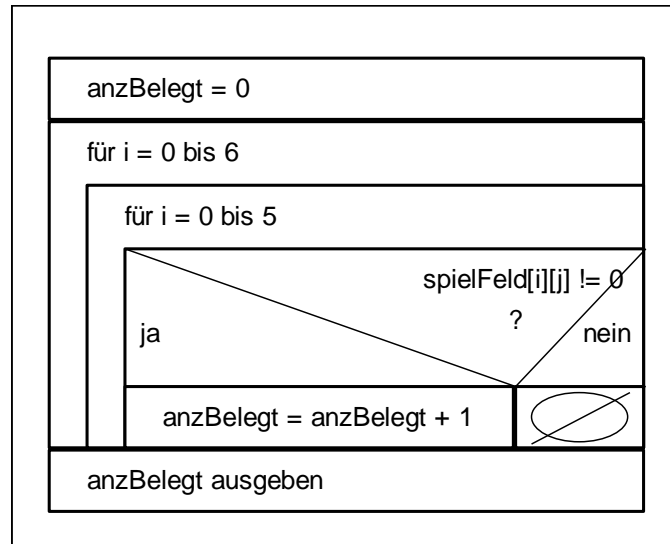 anzBelegt = 0
für i = 0 bis 6
für i = 0 bis 5
spielFeld[i][j] != 0
?
ja
nein
anzBelegt = anzBelegt + 1
anzBelegt ausgeben